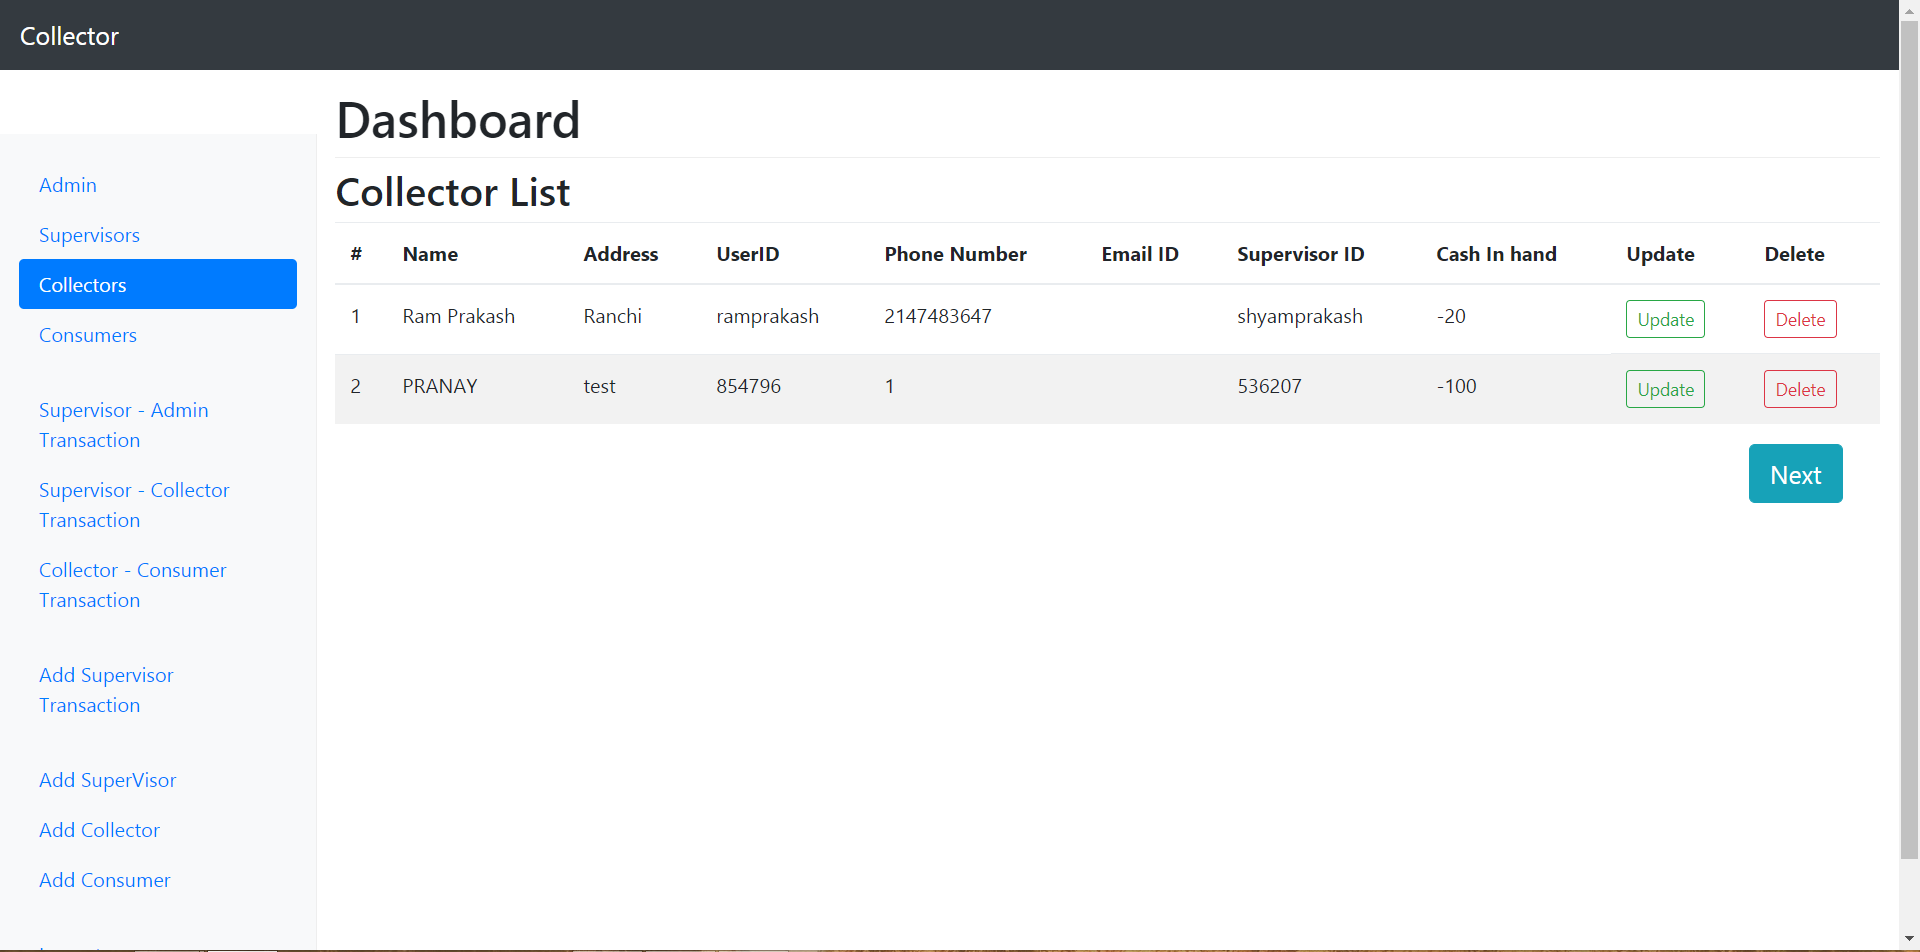 Collector
Dashboard
Admin
Supervisors
Collectors
Consumers
Supervisor - Admin
Transaction
Supervisor - Collector
Transaction
Collector - Consumer
Transaction
Add Supervisor
Transaction
Add SuperVisor
Add Collector
Add Consumer
Collector List
# Name Address UserID Phone Number Email ID Supervisor ID Cash In hand Update Delete
1 Ram Prakash Ranchi ramprakash 2147483647 shyamprakash -20 Update Delete
2 PRANAY test 854796 1 536207 -100 Update Delete
Next